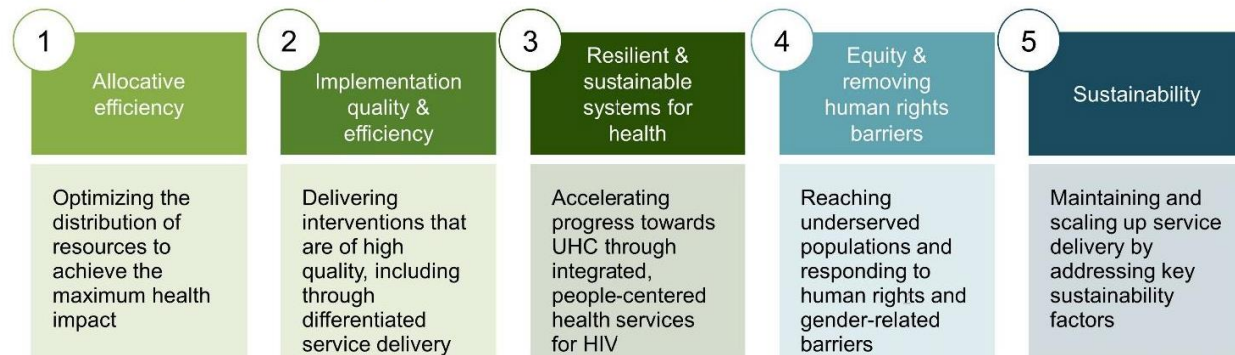 1
Allocative
efficiency
Optimizing the
distribution of
resources to
achieve the
maximum health
impact
2
Implementation
quality &
efficiency
Delivering
interventions that
are of high
quality, including
through
differentiated
service delivery
3
Resilient &
sustainable
systems for
health
Accelerating
progress towards
UHC through
integrated,
people-centered
health services
for HIV
4
Equity &
removing
human rights
barriers
Reaching
underserved
populations and
responding to
human rights and
gender-related
barriers
5
Sustainability
Maintaining and
scaling up service
delivery by
addressing key
sustainability
factors